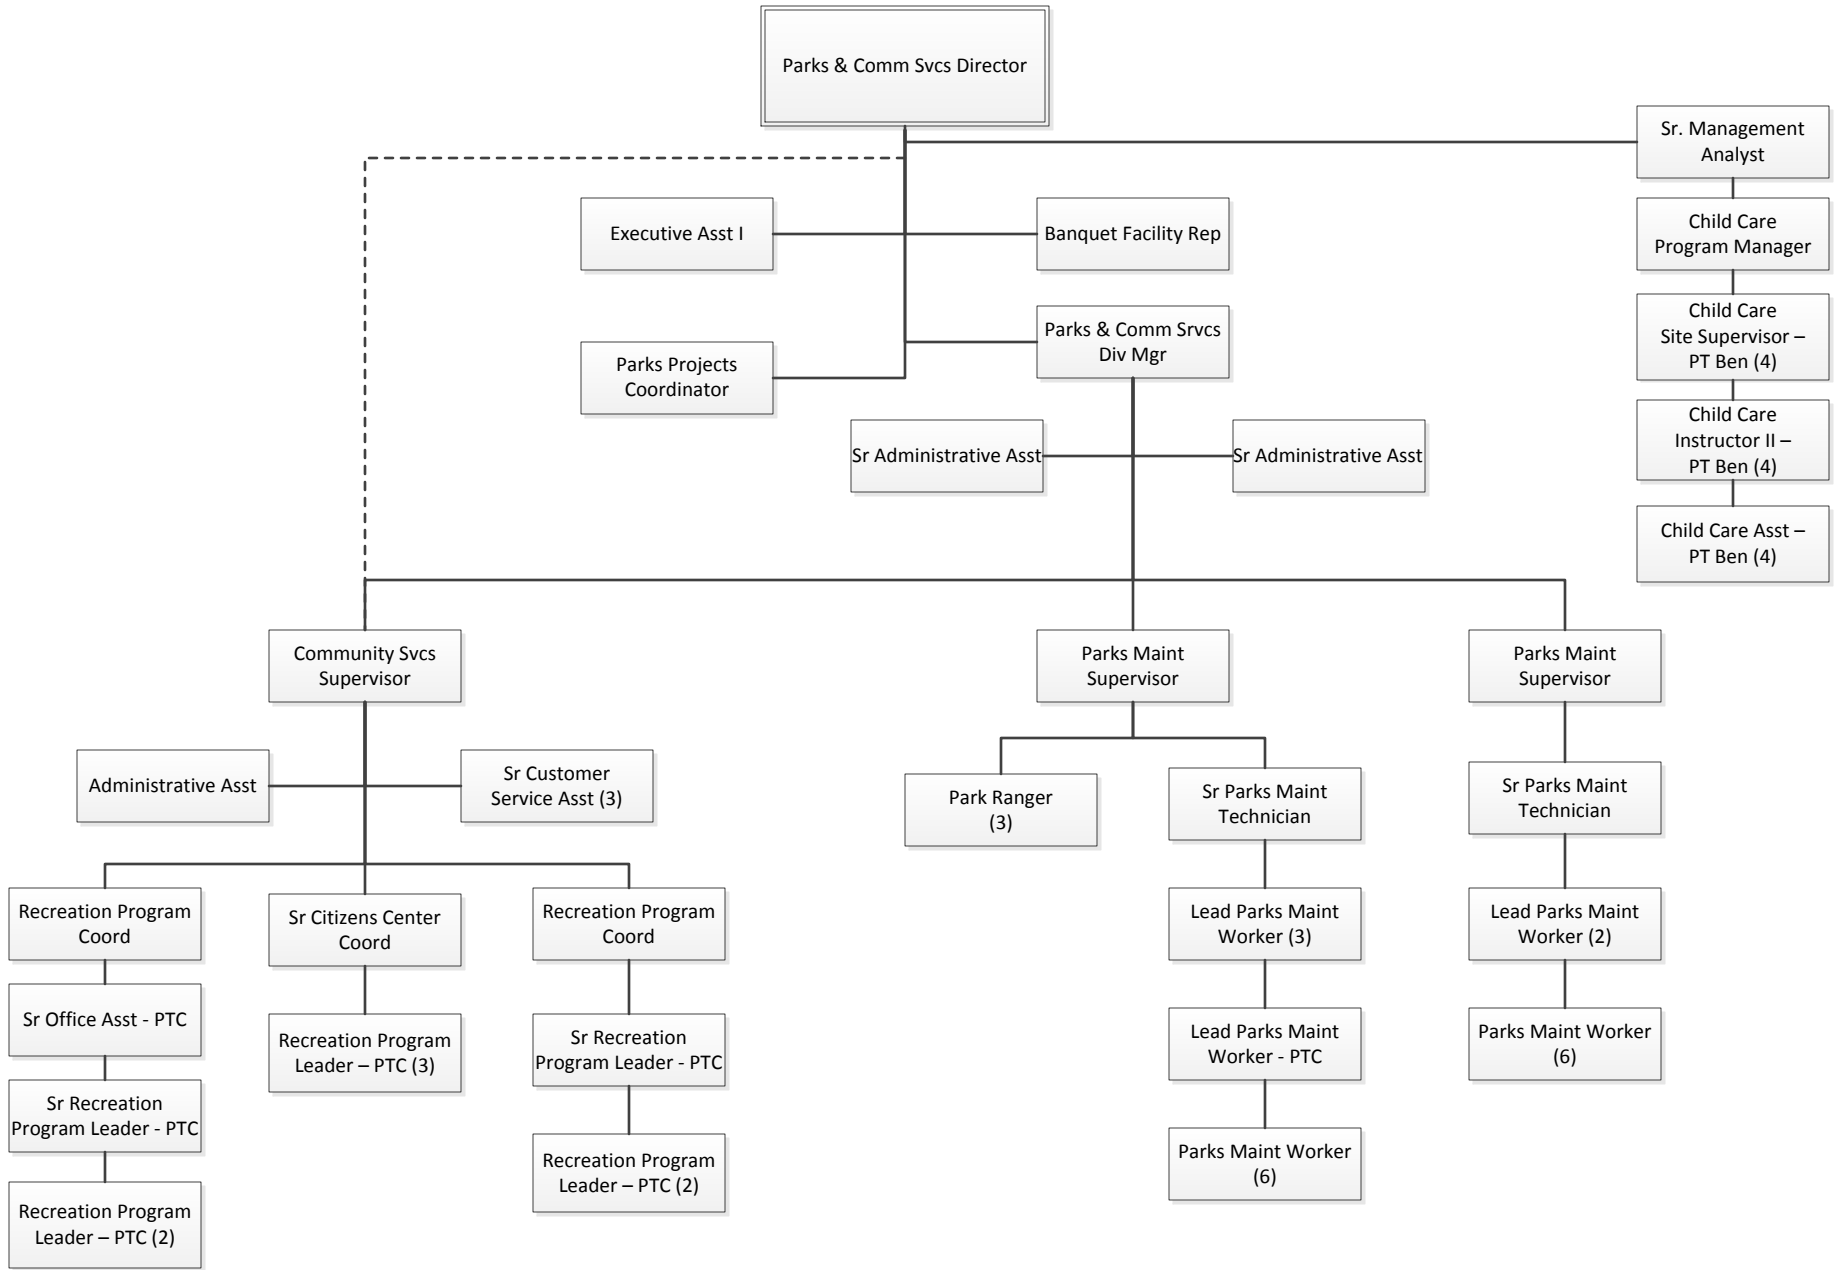 Parks & Comm Svcs Director
Sr. Management
Analyst
Executive Asst I
Banquet Facility Rep
Child Care
Program Manager
Parks Projects
Coordinator
Parks & Comm Srvcs
Div Mgr
Child Care
Site Supervisor –
PT Ben (4)
Sr Administrative Asst
Sr Administrative Asst
Child Care
Instructor II –
PT Ben (4)
Child Care Asst –
PT Ben (4)
Community Svcs
Supervisor
Parks Maint
Supervisor
Parks Maint
Supervisor
Administrative Asst
Sr Customer
Service Asst (3)
Park Ranger
(3)
Sr Parks Maint
Technician
Sr Parks Maint
Technician
Recreation Program
Coord
Sr Citizens Center
Coord
Recreation Program
Coord
Lead Parks Maint
Worker (3)
Lead Parks Maint
Worker (2)
Sr Office Asst - PTC
Recreation Program
Leader – PTC (3)
Sr Recreation
Program Leader - PTC
Lead Parks Maint
Worker - PTC
Parks Maint Worker
(6)
Sr Recreation
Program Leader - PTC
Recreation Program
Leader – PTC (2)
Parks Maint Worker
(6)
Recreation Program
Leader – PTC (2)